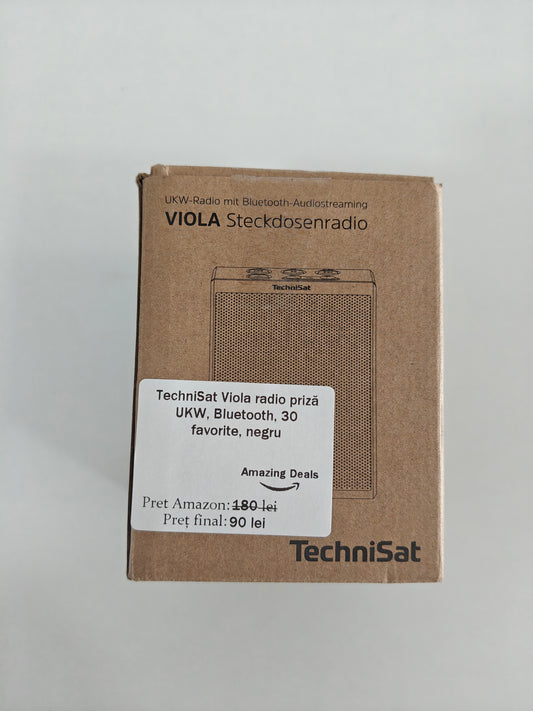 UKW-Radio mit Bluetooth-Audiostreaming
VIOLA Steckdosenradio
TechniSat
TechniSat Viola radio priză
UKW, Bluetooth, 30
favorite, negru
Amazing Deals
Pret Amazon: 180 lei
Preț final: 90 lei
TechniSat